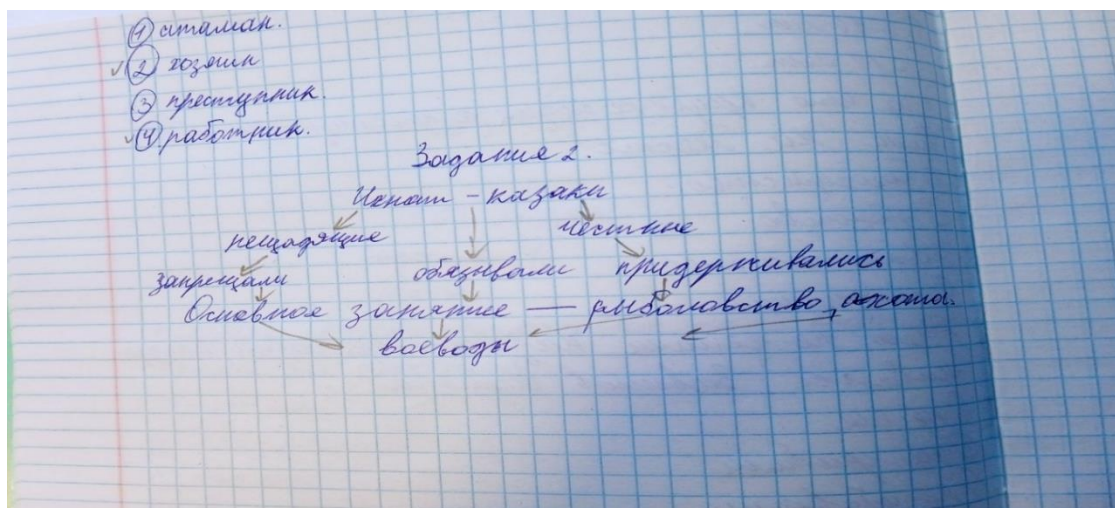 1 атаман.
✓ 2 хозяин
3 преступник.
✓ 4 работник.
Задание 2.
- казаки
нещадящие честные
запрещали обязывали придерживались
Основное занятие — рыболовство, охота.
воеводы